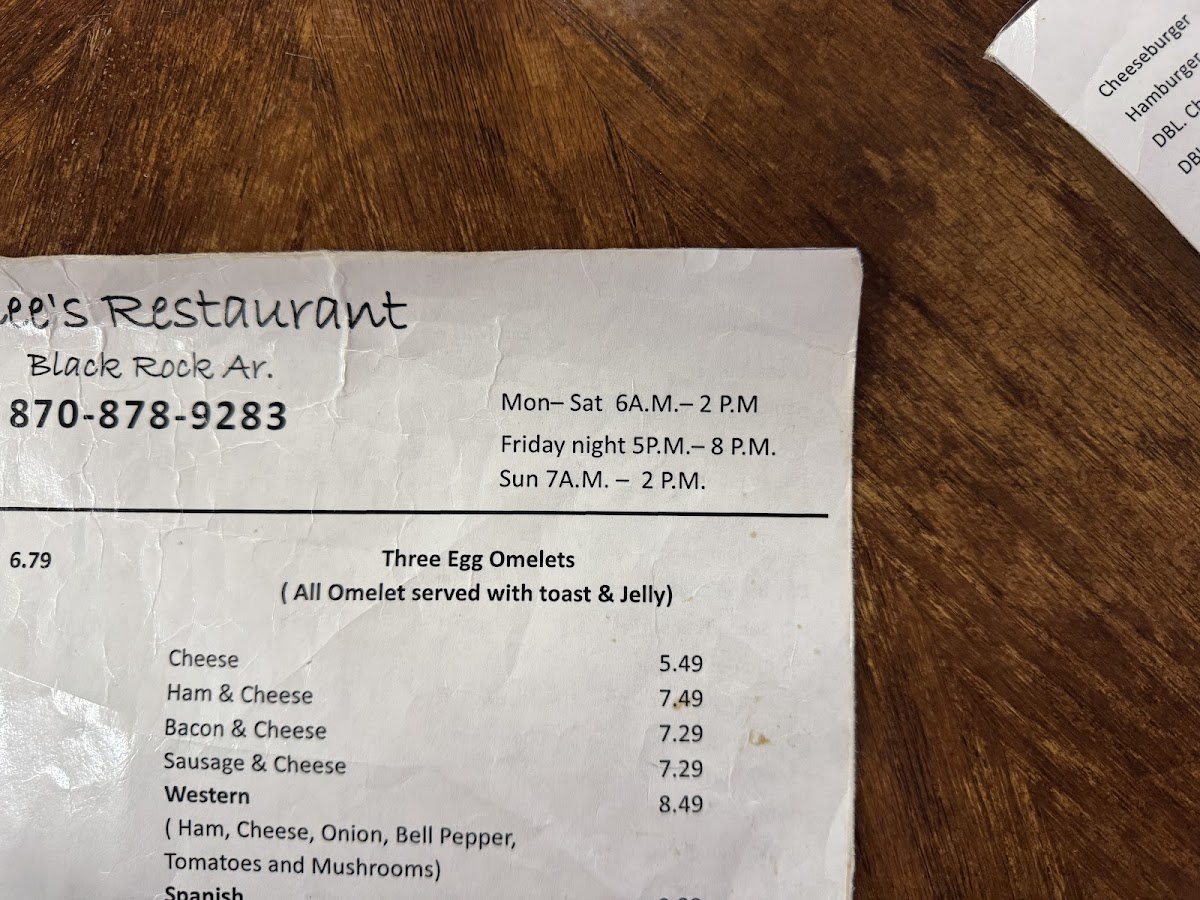 Restaurant
Black Rock Ar.
870-878-9283
Mon– Sat 6A.M.– 2 P.M
Friday night 5P.M.– 8 P.M.
Sun 7A.M. – 2 P.M.
6.79
Three Egg Omelets
( All Omelet served with toast & Jelly)
Cheese 5.49
Ham & Cheese 7.49
Bacon & Cheese 7.29
Sausage & Cheese 7.29
Western 8.49
( Ham, Cheese, Onion, Bell Pepper,
Tomatoes and Mushrooms)
Spanish
Cheeseburger
Hamburger
DBL.